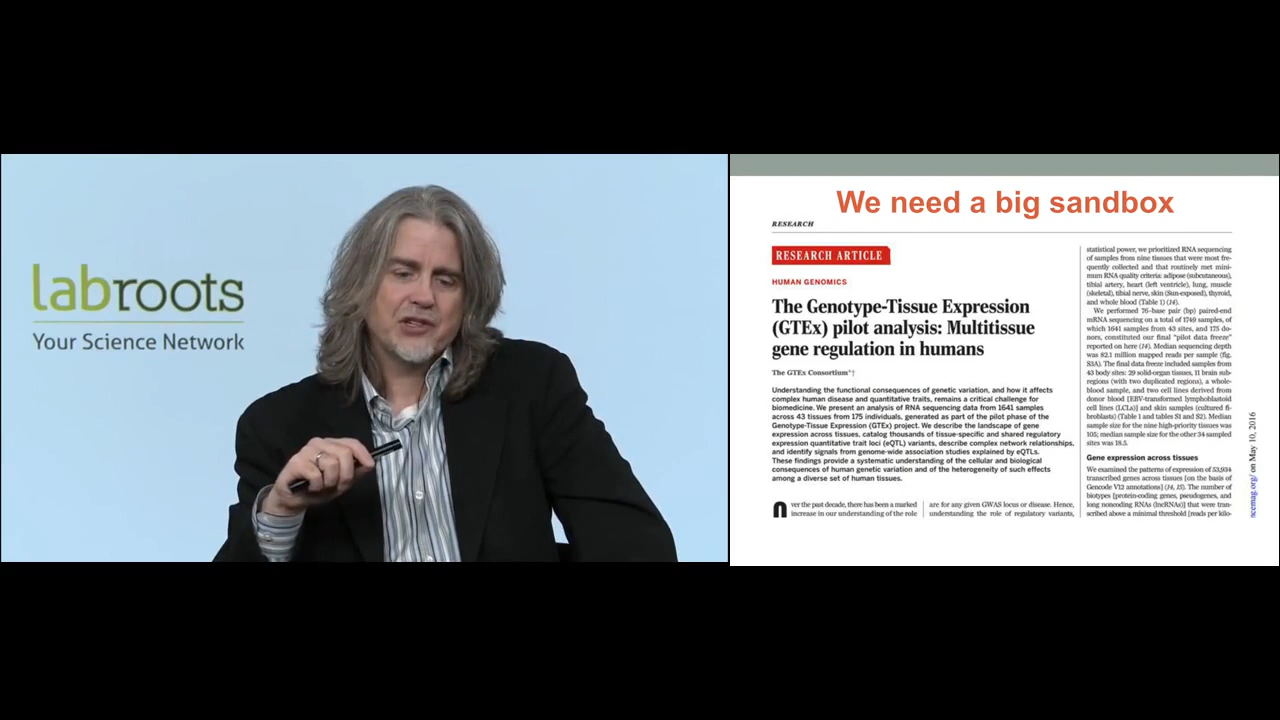 labroots
Your Science Network
We need a big sandbox
RESEARCH
RESEARCH ARTICLE
HUMAN GENOMICS
The Genotype-Tissue Expression
(GTEx) pilot analysis: Multitissue
gene regulation in humans
The GTEx Consortium*†
Understanding the functional consequences of genetic variation, and how it affects
complex human disease and quantitative traits, remains a critical challenge for
biomedicine. We present an analysis of RNA sequencing data from 1641 samples
across 43 tissues from 175 individuals, generated as part of the pilot phase of the
Genotype-Tissue Expression (GTEx) project. We describe the landscape of gene
expression across tissues, catalog thousands of tissue-specific and shared regulatory
expression quantitative trait loci (eQTL) variants, describe complex network relationships,
and identify signals from genome-wide association studies explained by eQTLs.
These findings provide a systematic understanding of the cellular and biological
consequences of human genetic variation and of the heterogeneity of such effects
among a diverse set of human tissues.
ver the past decade, there has been a marked
increase in our understanding of the role
are for any given GWAS locus or disease. Hence,
understanding the role of regulatory variants,
statistical power, we prioritized RNA sequencing
of samples from nine tissues that were most fre-
quently collected and that routinely met mini-
mum RNA quality criteria: adipose (subcutaneous),
tibial artery, heart (left ventricle), lung, muscle
(skeletal), tibial nerve, skin (Sun-exposed), thyroid,
and whole blood (Table 1) (14).
We performed 76-base pair (bp) paired-end
mRNA sequencing on a total of 1749 samples, of
which 1641 samples from 43 sites, and 175 do-
nors, constituted our final "pilot data freeze"
reported on here (14). Median sequencing depth
was 82.1 million mapped reads per sample (fig.
S3A). The final data freeze included samples from
43 body sites: 29 solid-organ tissues, 11 brain sub-
regions (with two duplicated regions), a whole-
blood sample, and two cell lines derived from
donor blood [EBV-transformed lymphoblastoid
cell lines (LCLs)] and skin samples (cultured fi-
broblasts) (Table 1 and tables S1 and S2). Median
sample size for the nine high-priority tissues was
105; median sample size for the other 34 sampled
sites was 18.5.
Gene expression across tissues
We examined the patterns of expression of 53,934
transcribed genes across tissues [on the basis of
Gencode V12 annotations] (14, 15). The number of
biotypes [protein-coding genes, pseudogenes, and
long noncoding RNAs (lncRNAs)] that were tran-
scribed above a minimal threshold [reads per kilo-
ncemag.org/ on May 10, 2016